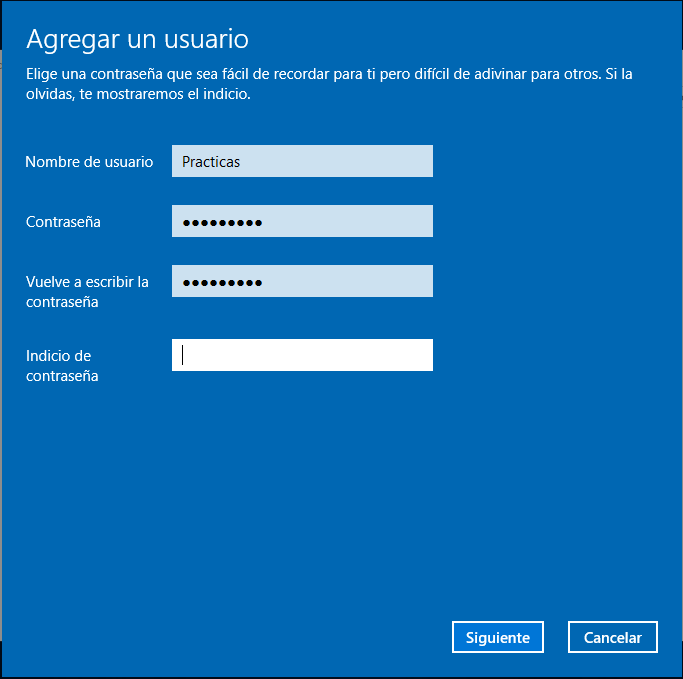 Agregar un usuario
Elige una contraseña que sea fácil de recordar para ti pero difícil de adivinar para otros. Si la
olvidas, te mostraremos el indicio.
Nombre de usuario Practicas
Contraseña ●●●●●●●●●
Vuelve a escribir la
contraseña ●●●●●●●●●
Indicio de
contraseña
Siguiente Cancelar